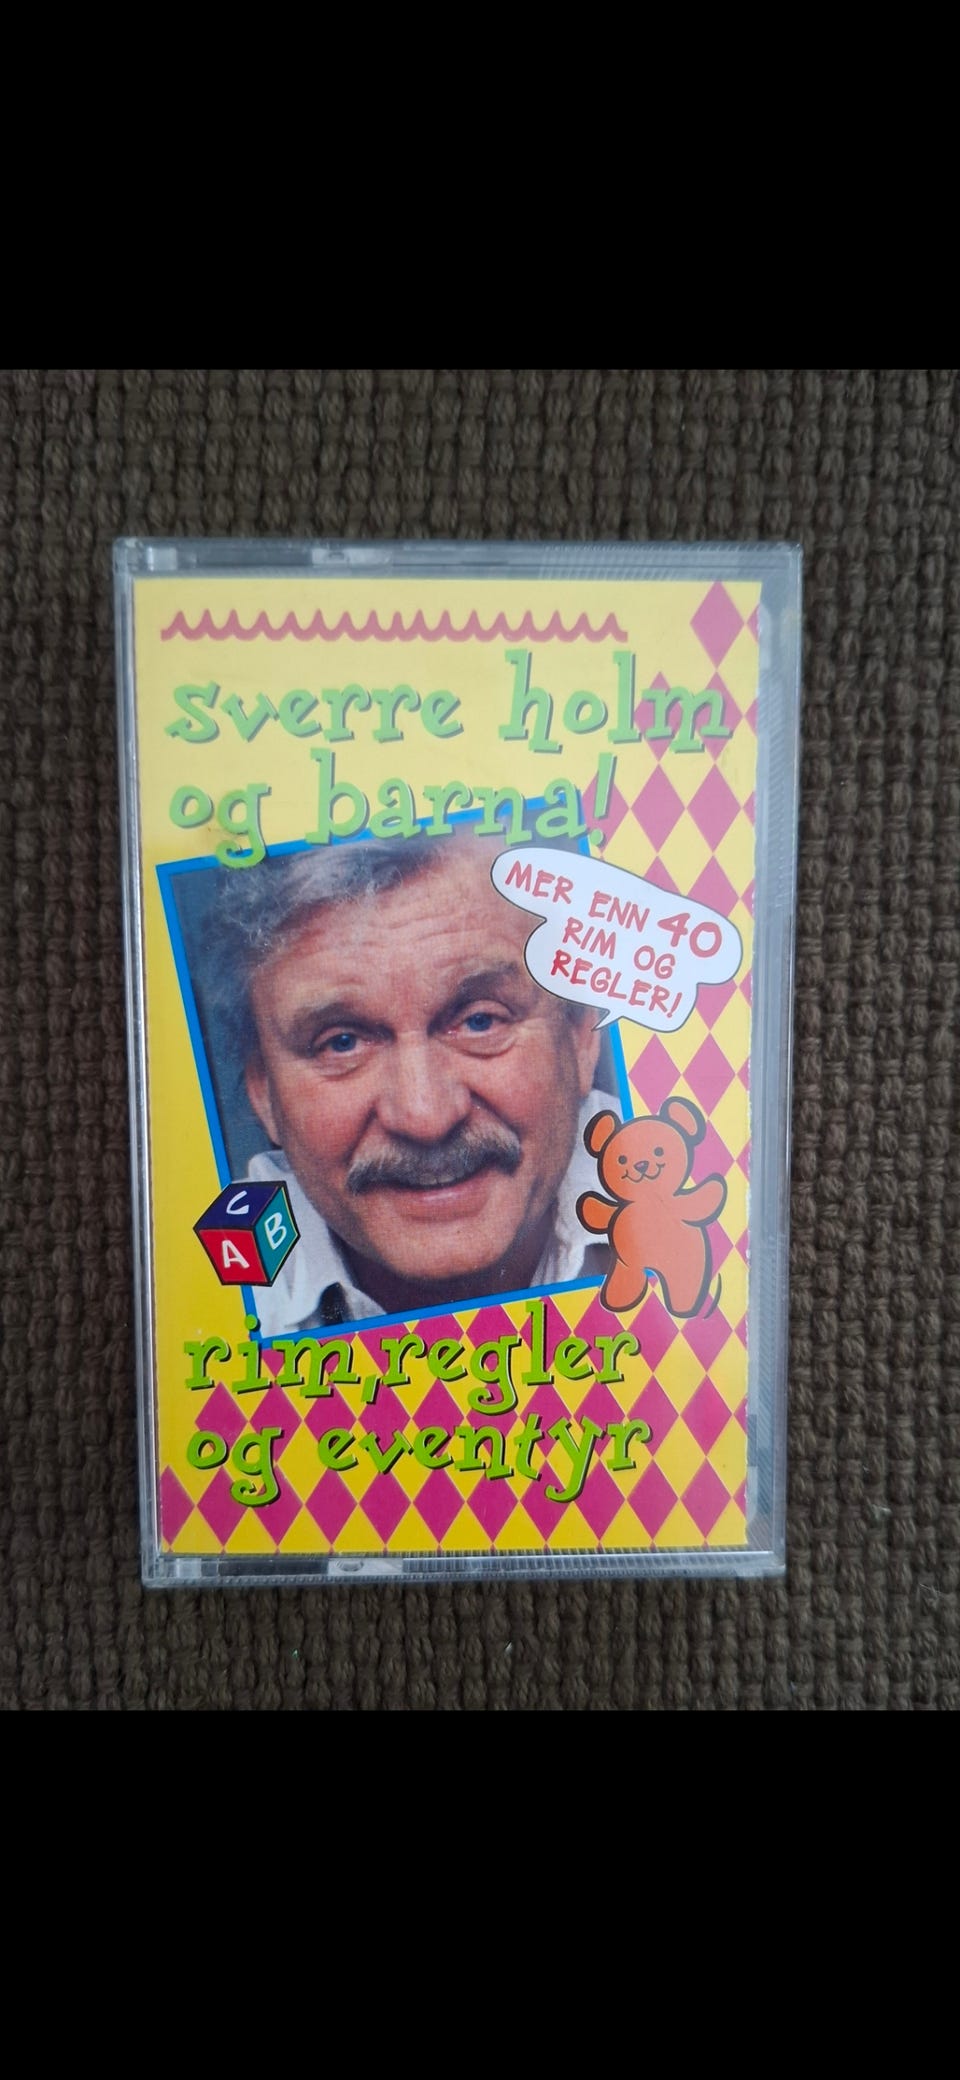 sverre holm
og barna!
MER ENN 40
RIM OG
REGLER!
C
A B
rim, regler
og eventyr